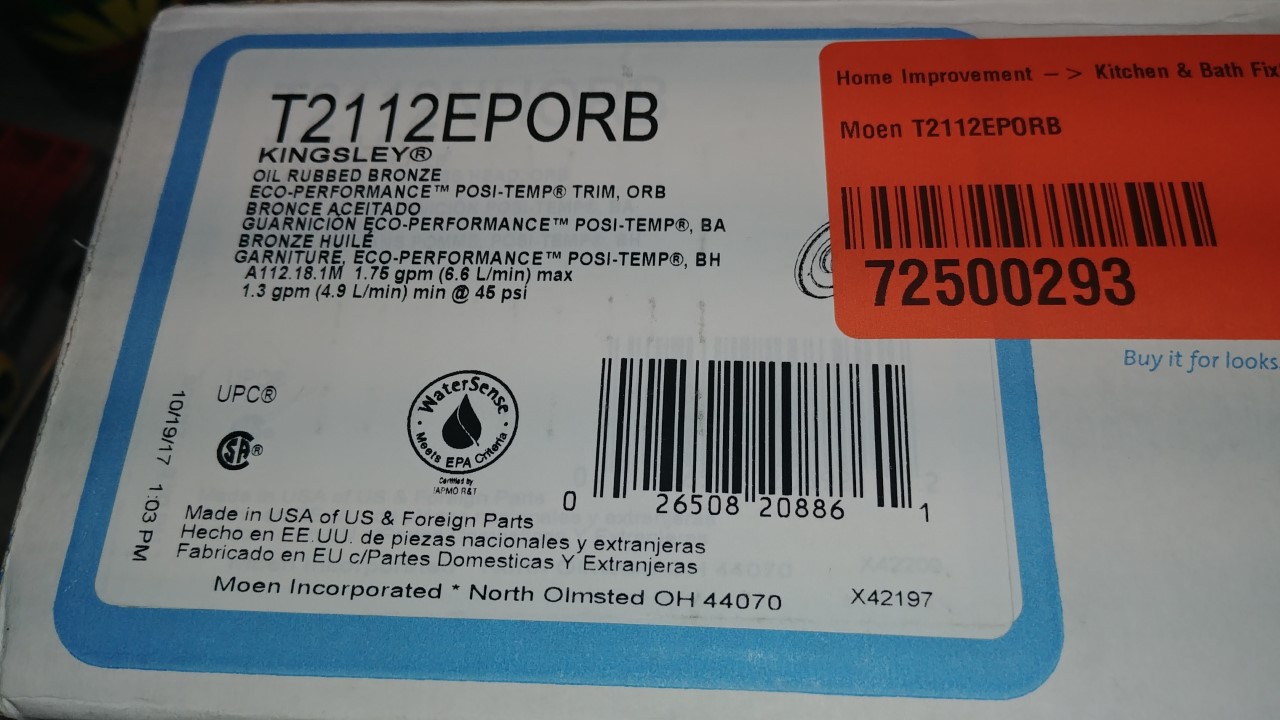 T2112EPORB
KINGSLEY®
OIL RUBBED BRONZE
ECO-PERFORMANCE™ POSI-TEMP® TRIM, ORB
BRONCE ACEITADO
GUARNICIÓN ECO-PERFORMANCE™ POSI-TEMP®, BA
BRONZE HUILÉ
GARNITURE, ECO-PERFORMANCE™ POSI-TEMP®, BH
A112.18.1M 1.75 gpm (6.6 L/min) max
1.3 gpm (4.9 L/min) min @ 45 psi
Home Improvement -> Kitchen & Bath Fix
Moen T2112EPORB
72500293
Buy it for looks
10/19/17 1:03 PM
UPC®
SA®
WaterSense
Meets EPA Criteria
Certified by
IAPMO R&T
0 26508 20886 1
Made in USA of US & Foreign Parts
Hecho en EE.UU. de piezas nacionales y extranjeras
Fabricado en EU c/Partes Domesticas Y Extranjeras
Moen Incorporated * North Olmsted OH 44070
X42197